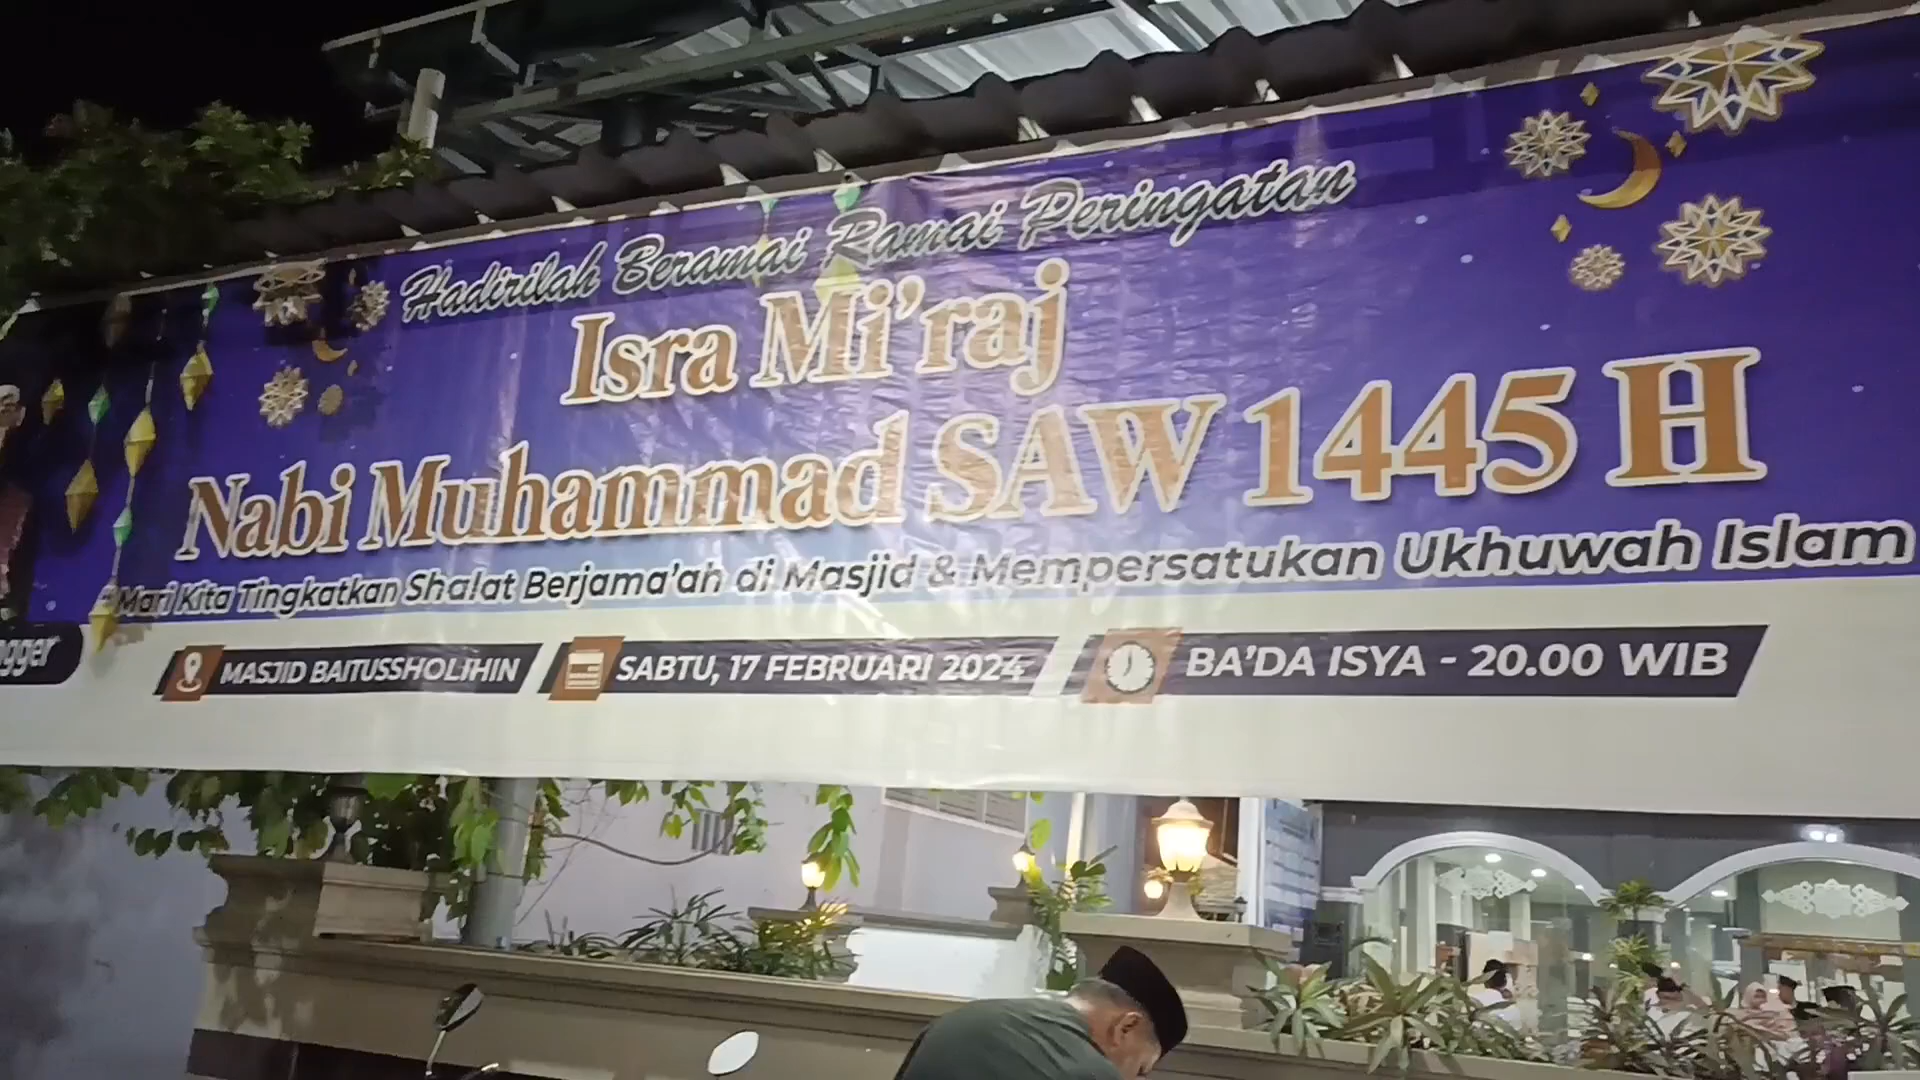 Hadirilah Beramai Ramai Peringatan
Isra Mi'raj
Nabi Muhammad SAW 1445 H
"Mari Kita Tingkatkan Shalat Berjama'ah di Masjid & Mempersatukan Ukhuwah Islam
MASJID BAITUSSHOLIHIN
SABTU, 17 FEBRUARI 2024
BA'DA ISYA - 20.00 WIB